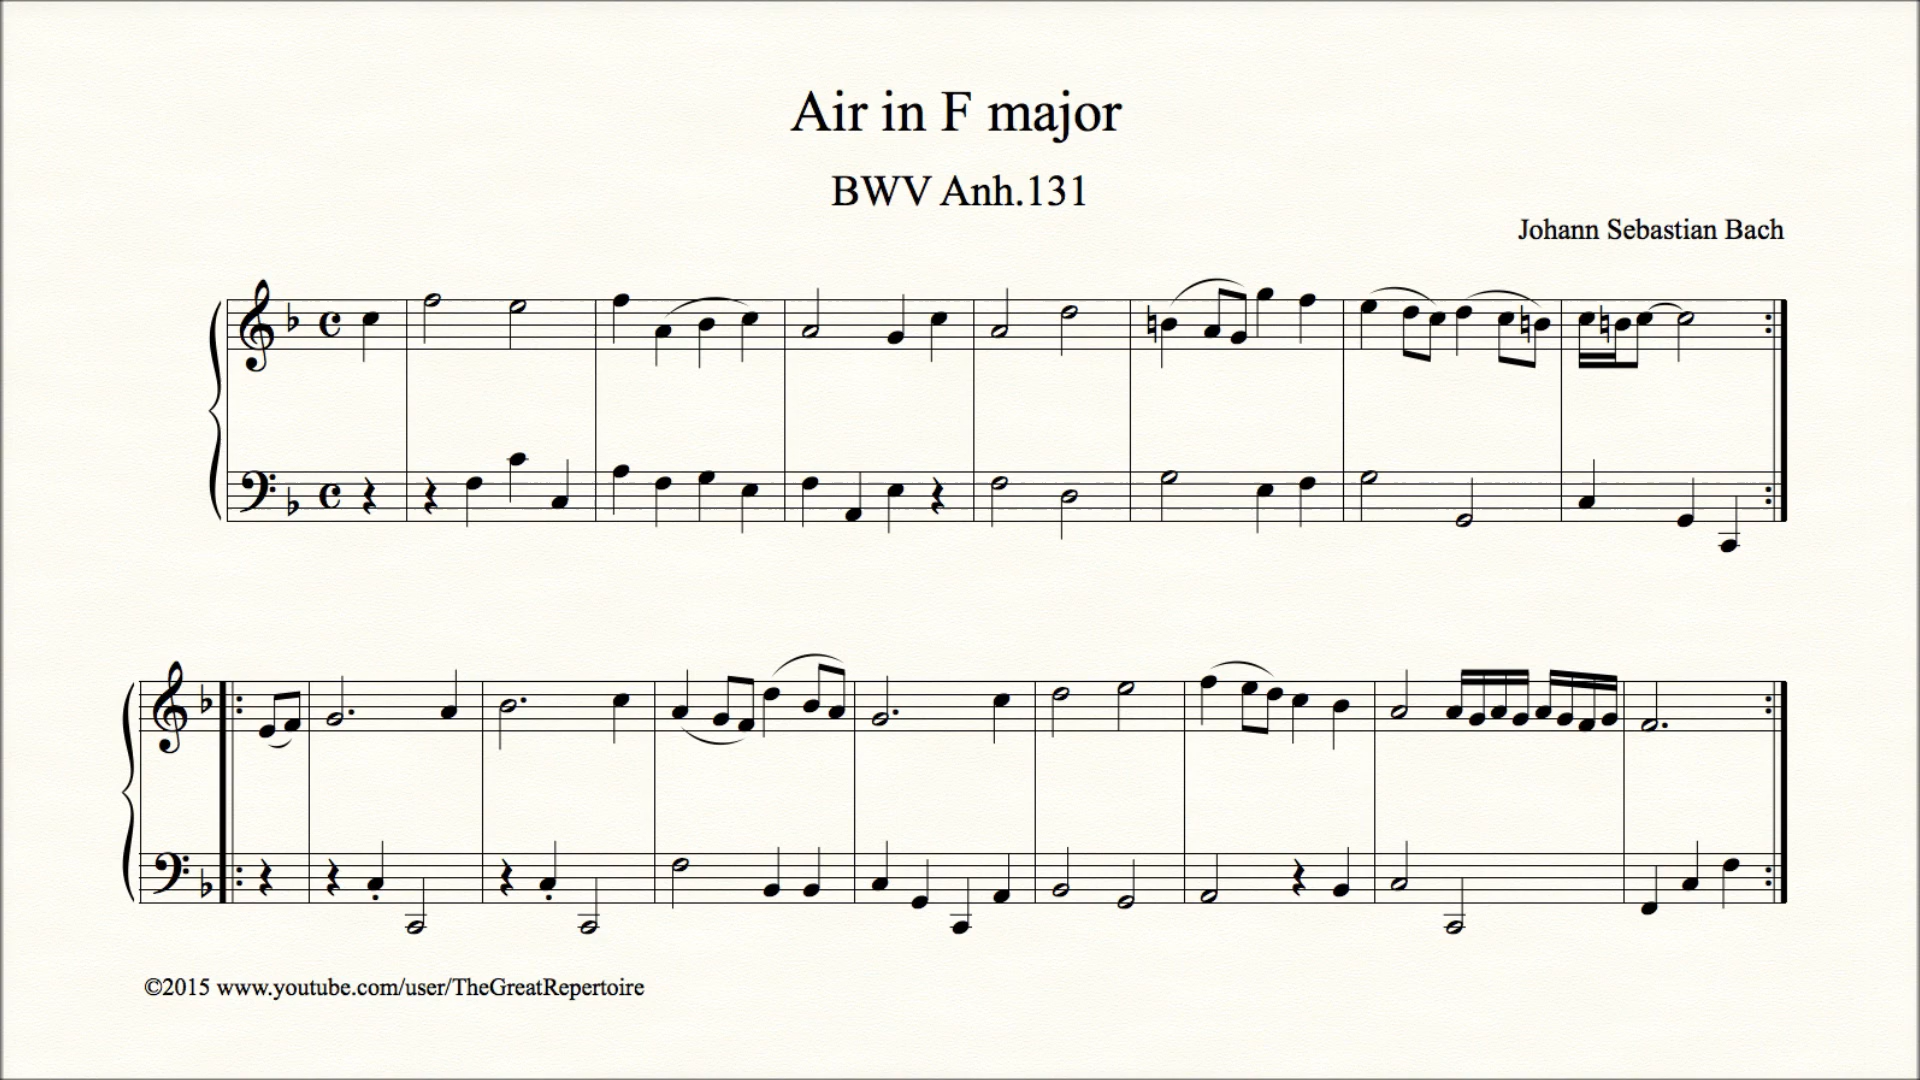 Air in F major
BWV Anh.131
Johann Sebastian Bach
©2015 www.youtube.com/user/TheGreatRepertoire